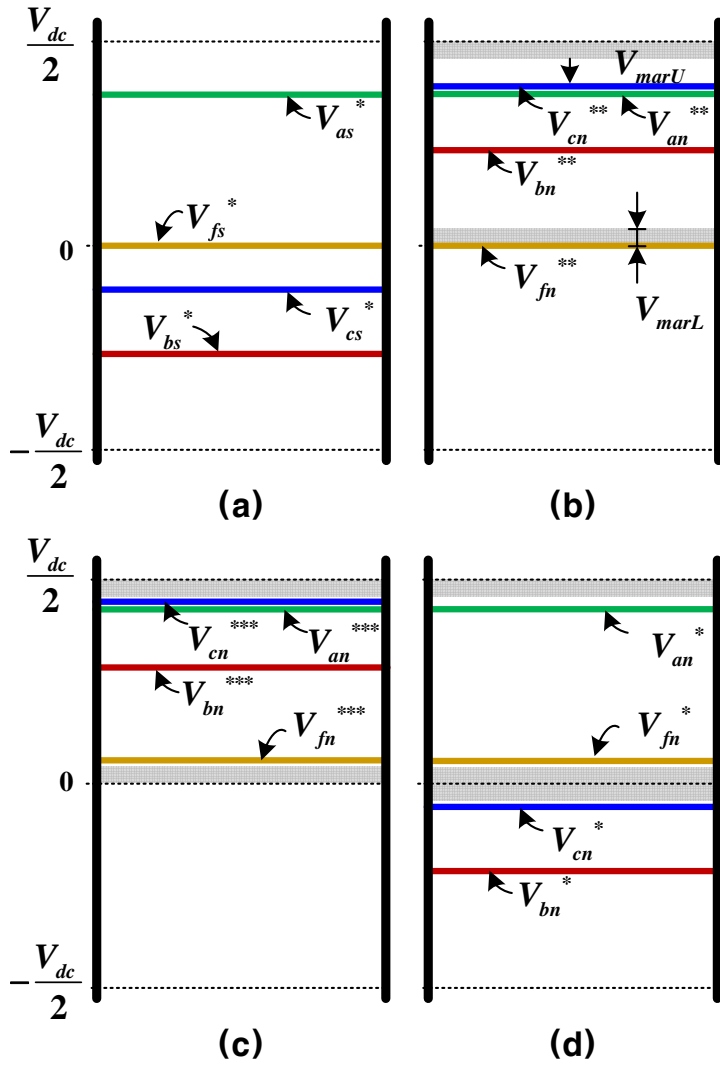 V_dc/2
V_as*
V_fs*
0
V_cs*
V_bs*
−V_dc/2
(a)
V_marU
V_cn**
V_an**
V_bn**
V_fn**
V_marL
(b)
V_dc/2
V_cn***
V_an***
V_bn***
V_fn***
0
−V_dc/2
(c)
V_an*
V_fn*
V_cn*
V_bn*
(d)